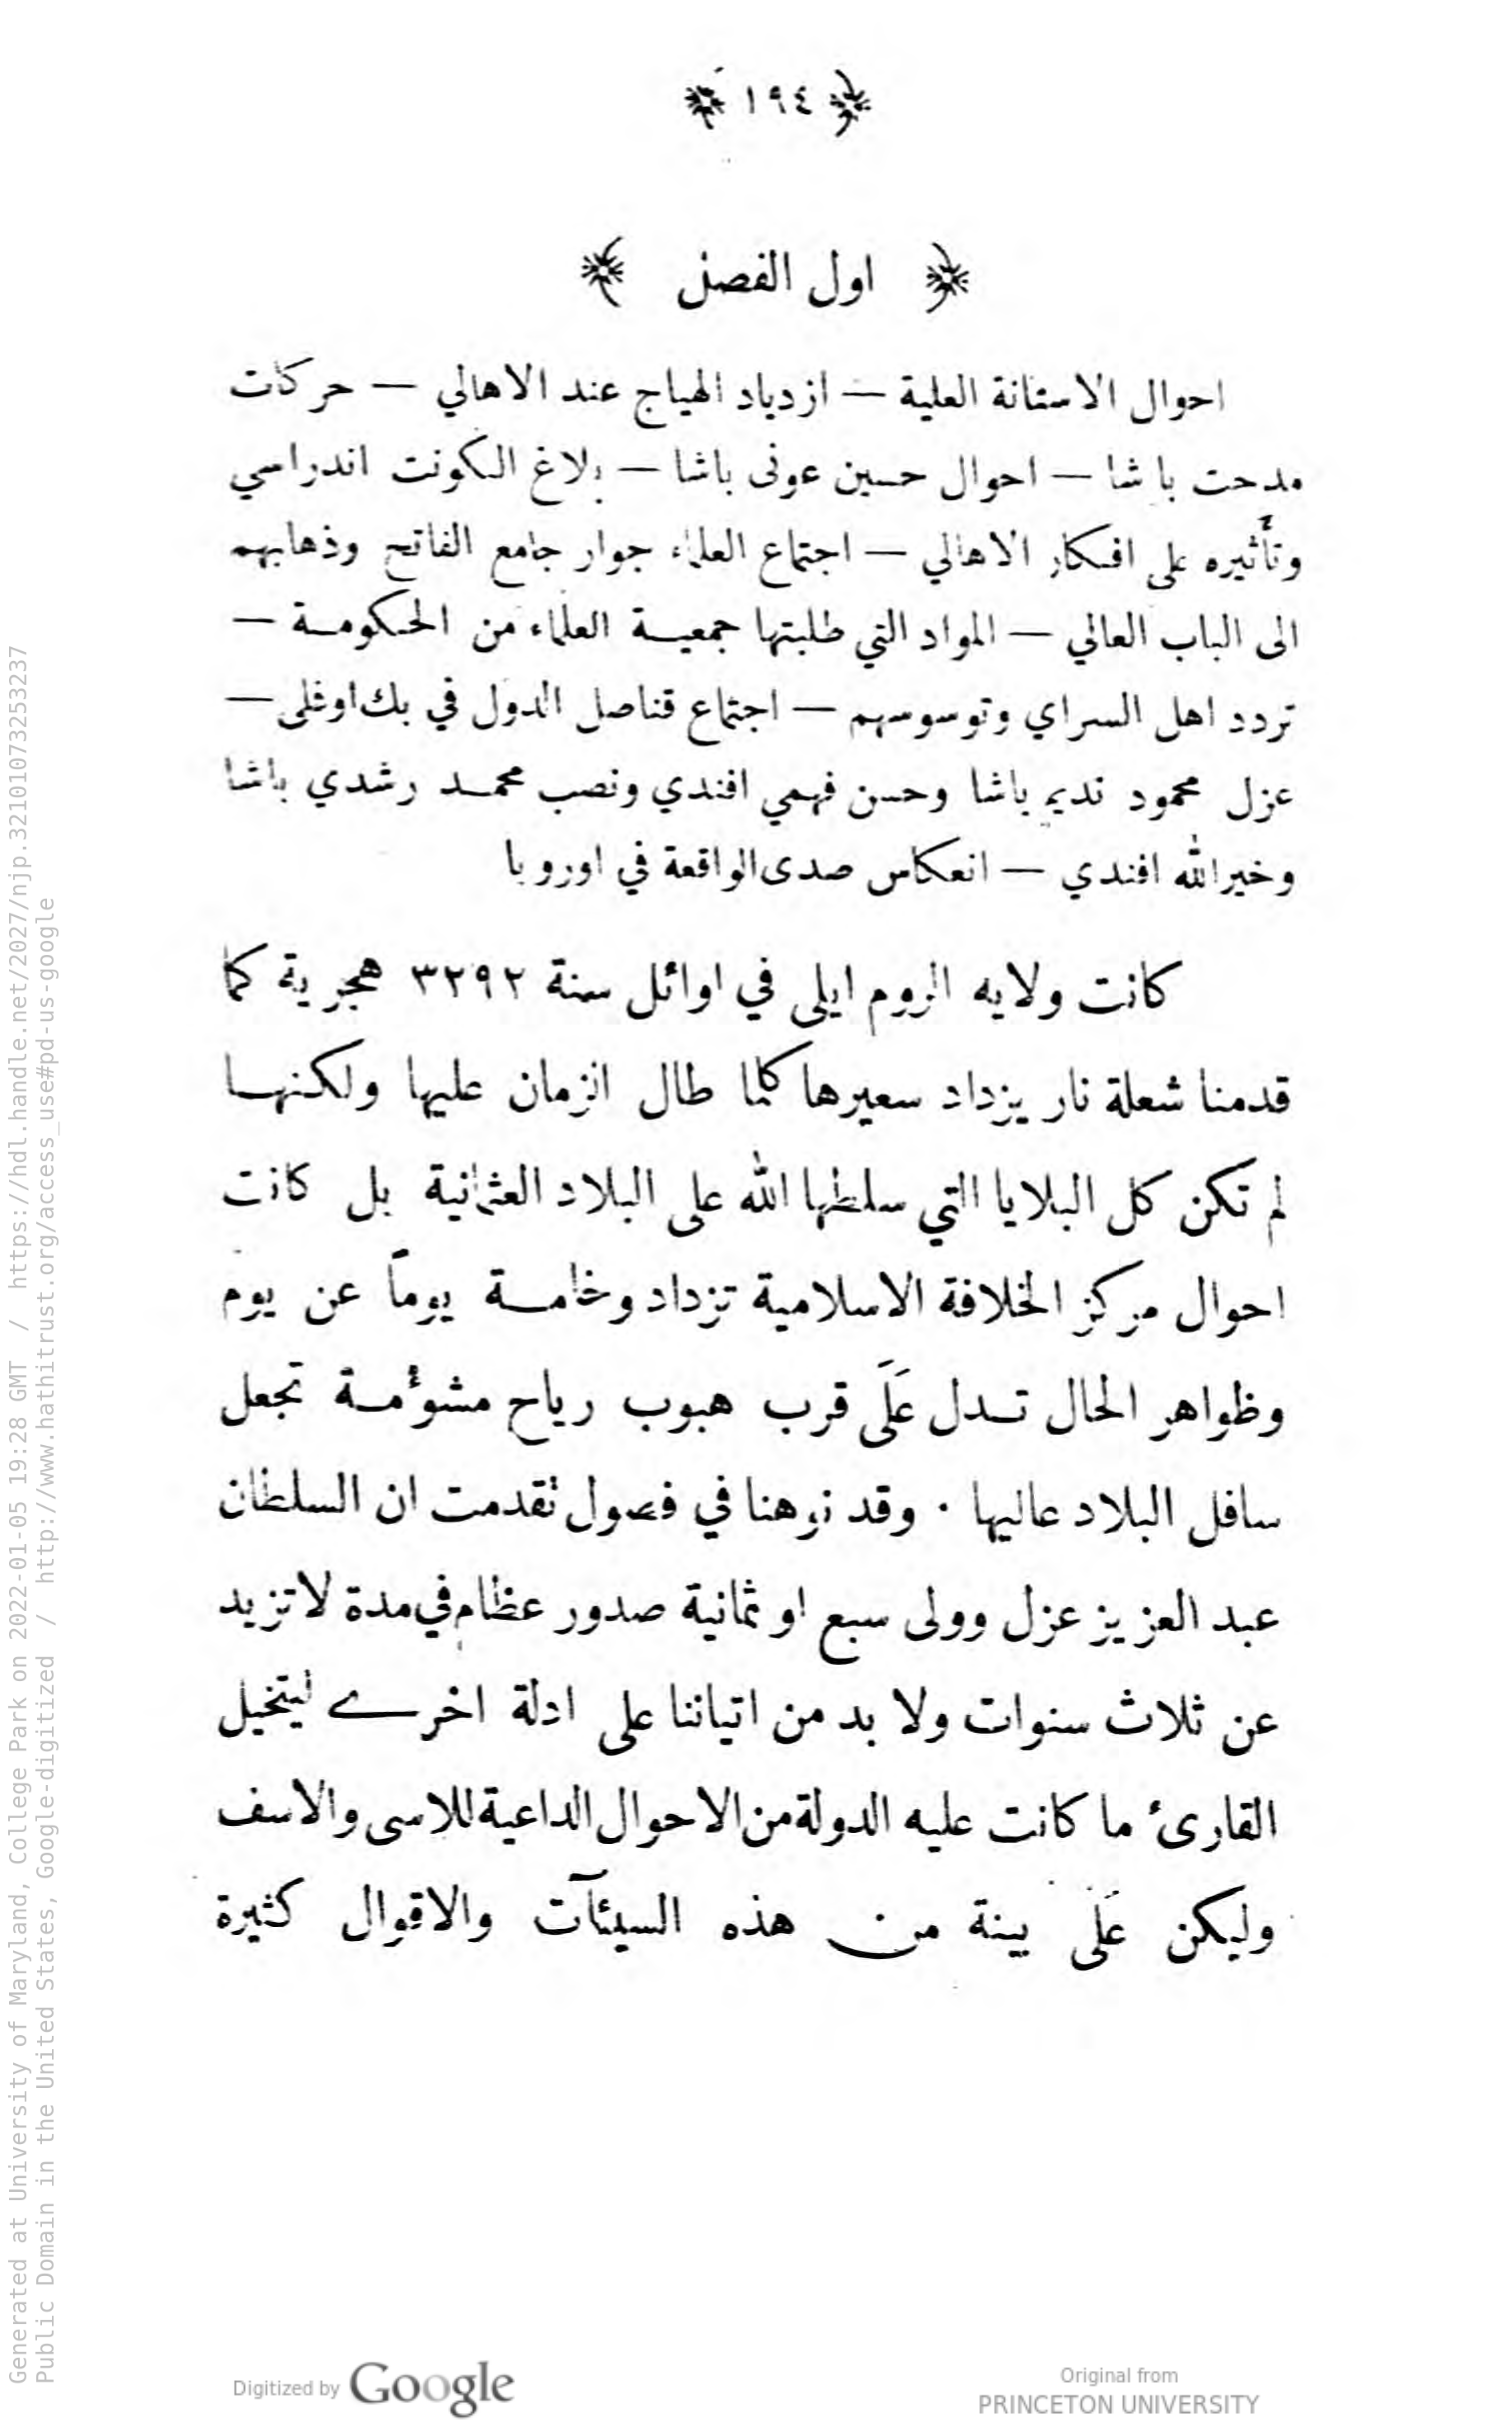 ﴿ ١٩٤ ﴾
﴿ اول الفصل ﴾
احوال الاستانة العلية — ازدياد الهياج عند الاهالي — حركات
مدحت باشا — احوال حسين عونى باشا — بلاغ الكونت اندراسي
وتأثيره على افكار الاهالي — اجتماع العلماء جوار جامع الفاتح وذهابهم
الى الباب العالي — المواد التي طلبتها جمعية العلماء من الحكومة —
تردد اهل السراي وتوسوسهم — اجتماع قناصل الدول في بك اوغلى —
عزل محمود نديم باشا وحسن فهمي افندي ونصب محمد رشدي باشا
وخيرالله افندي — انعكاس صدى الواقعة في اوروبا
كانت ولايه الروم ايلى في اوائل سنة ٣٢٩٢ هجرية كما
قدمنا شعلة نار يزداد سعيرها كلما طال الزمان عليها ولكنها
لم تكن كل البلايا التي سلطها الله على البلاد العثمانية بل كانت
احوال مركز الخلافة الاسلامية تزداد وخامة يوماً عن يوم
وظواهر الحال تدل عَلَى قرب هبوب رياح مشوٴمة تجعل
سافل البلاد عاليها · وقد نوهنا في فصول تقدمت ان السلطان
عبد العزيز عزل وولى سبع او ثمانية صدور عظام في مدة لا تزيد
عن ثلاث سنوات ولا بد من اتياننا على ادلة اخرے ليتخيل
القارئ ما كانت عليه الدولة من الاحوال الداعية للاسى والاسف
وليكن عَلَى بينة من هذه السيئآت والاقوال كثيرة
Generated at University of Maryland, College Park on 2022-01-05 19:28 GMT / https://hdl.handle.net/2027/njp.32101073253237
Public Domain in the United States, Google-digitized / http://www.hathitrust.org/access_use#pd-us-google
Digitized by Google
Original from
PRINCETON UNIVERSITY